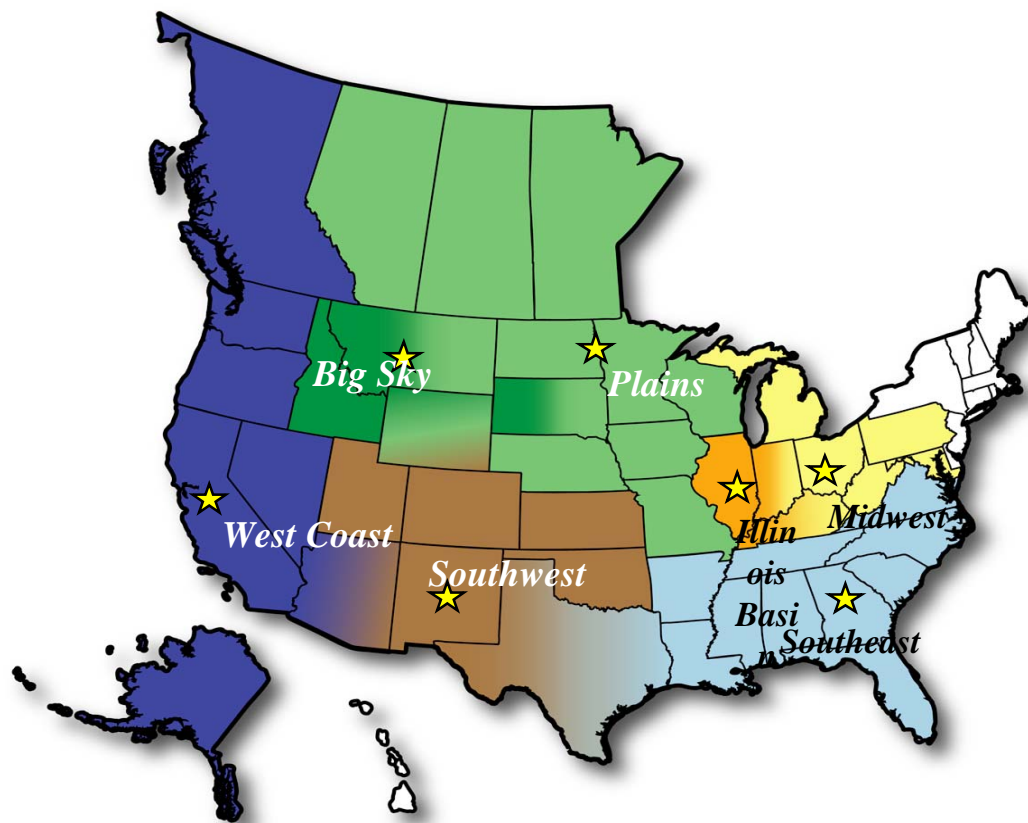 Big Sky
Plains
West Coast
Midwest
Illin
ois
Basi
n
Southwest
Southeast